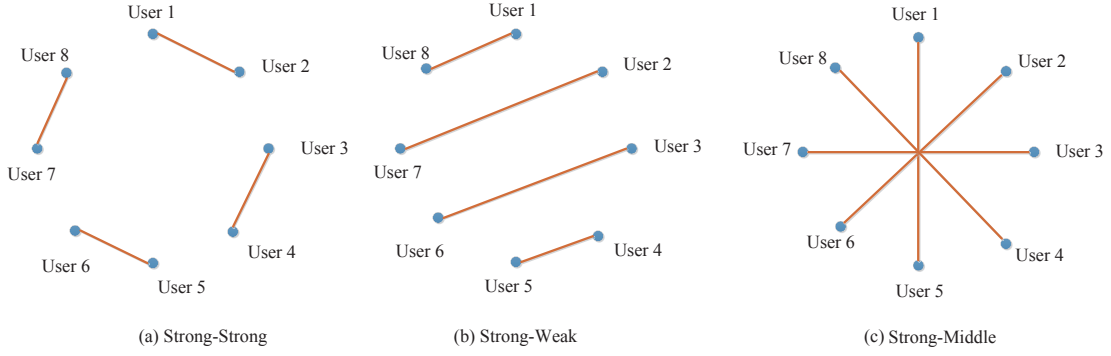 User 1
User 8
User 2
User 3
User 7
User 4
User 6
User 5
(a) Strong-Strong
User 1
User 8
User 2
User 3
User 7
User 6
User 4
User 5
(b) Strong-Weak
User 1
User 8
User 2
User 7
User 3
User 6
User 4
User 5
(c) Strong-Middle